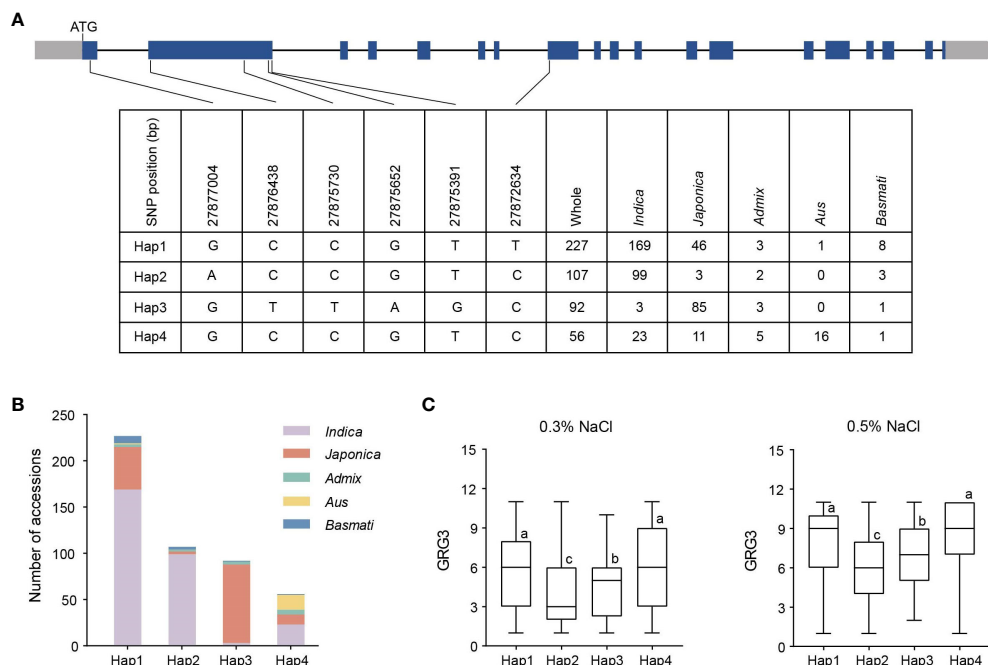 A
ATG
SNP position (bp) 27877004 27876438 27875730 27875652 27875391 27872634 Whole Indica Japonica Admix Aus Basmati
Hap1 G C C G T T 227 169 46 3 1 8
Hap2 A C C G T C 107 99 3 2 0 3
Hap3 G T T A G C 92 3 85 3 0 1
Hap4 G C C G T C 56 23 11 5 16 1
B
Number of accessions
250
200
150
100
50
0
Hap1 Hap2 Hap3 Hap4
Indica
Japonica
Admix
Aus
Basmati
C
0.3% NaCl
GRG3
15
12
9
6
3
0
a c b a
Hap1 Hap2 Hap3 Hap4
0.5% NaCl
GRG3
15
12
9
6
3
0
a c b a
Hap1 Hap2 Hap3 Hap4